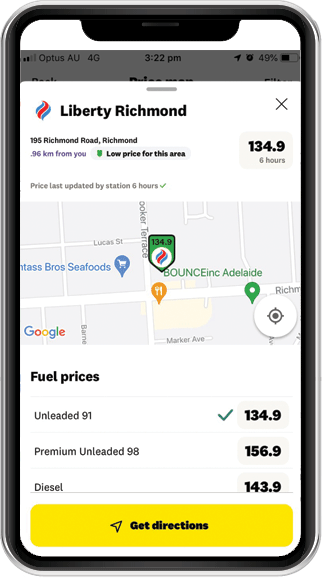 Optus AU 4G 3:22 pm 49%
Back Price map Filter
Liberty Richmond
195 Richmond Road, Richmond
.96 km from you Low price for this area
134.9
6 hours
Price last updated by station 6 hours
Lucas St
ooker Terrace
134.9
ntass Bros Seafoods
BOUNCEinc Adelaide
Richm
Barne
Marker Ave
Google
Fuel prices
Unleaded 91 134.9
Premium Unleaded 98 156.9
Diesel 143.9
Get directions